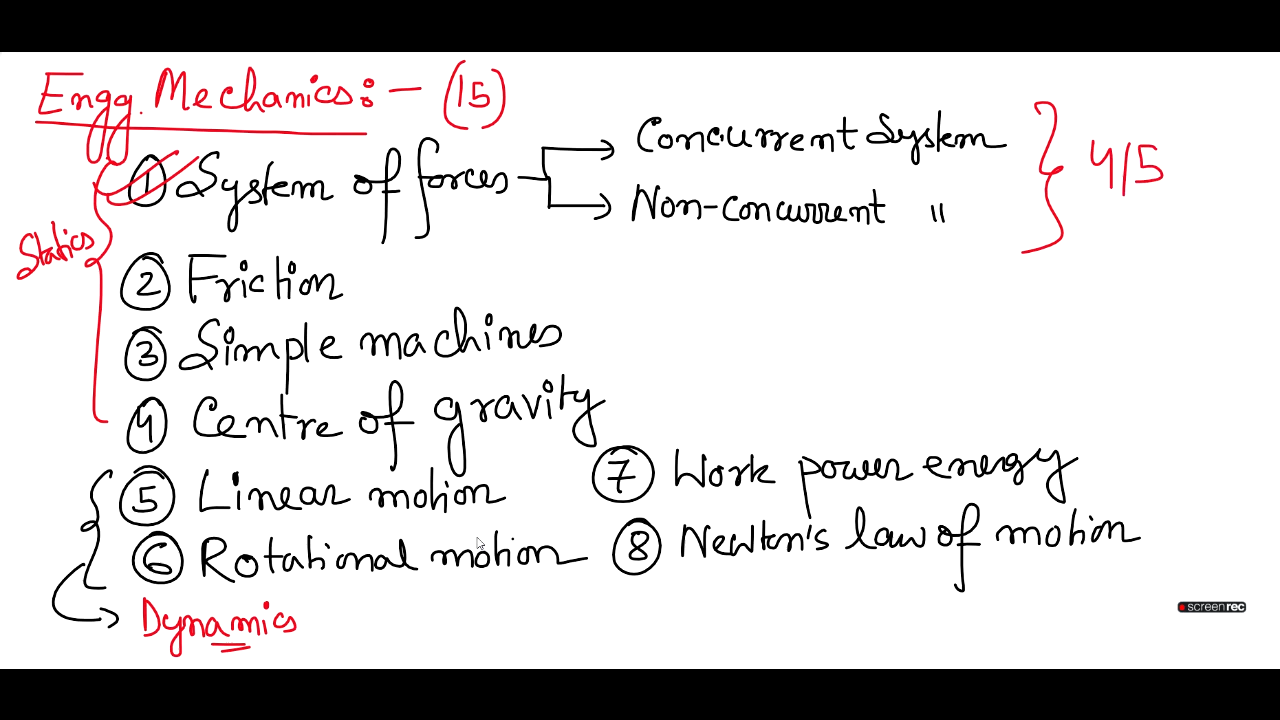 Engg. Mechanics:- (15)
① System of forces → Concurrent System
→ Non-concurrent "
4/5
Statics
② Friction
③ Simple machines
④ Centre of gravity
⑤ Linear motion
⑥ Rotational motion
⑦ Work power energy
⑧ Newton's law of motion
Dynamics
screenrec